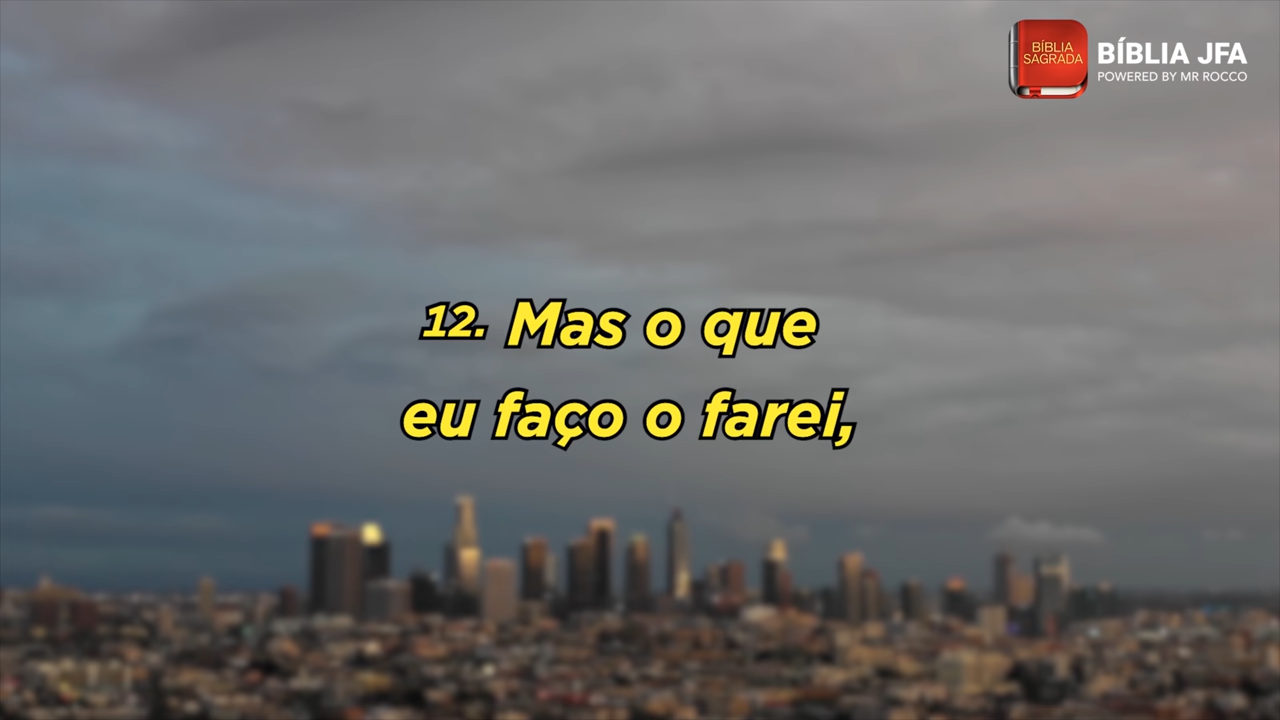 BÍBLIA
SAGRADA
BÍBLIA JFA
POWERED BY MR ROCCO
12. Mas o que
eu faço o farei,